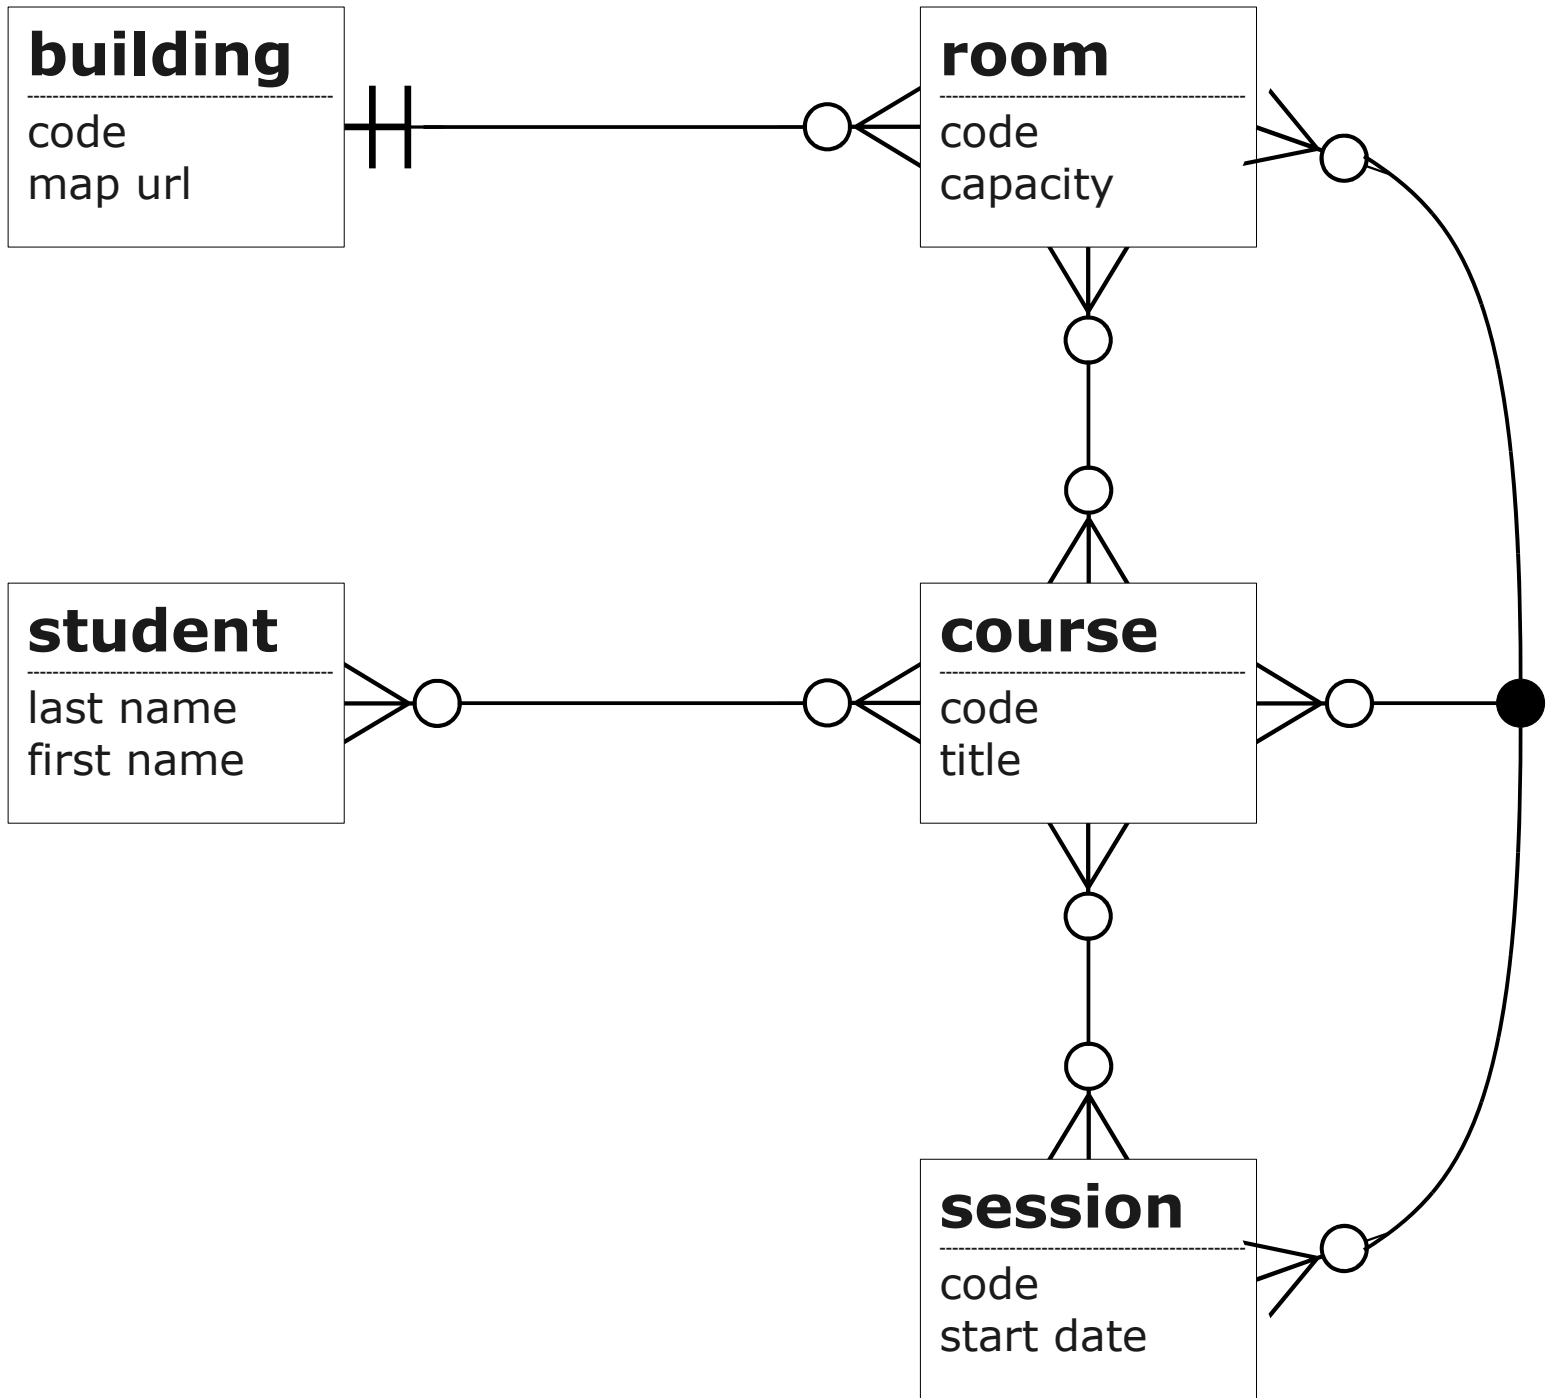 building
code
map url
room
code
capacity
student
last name
first name
course
code
title
session
code
start date